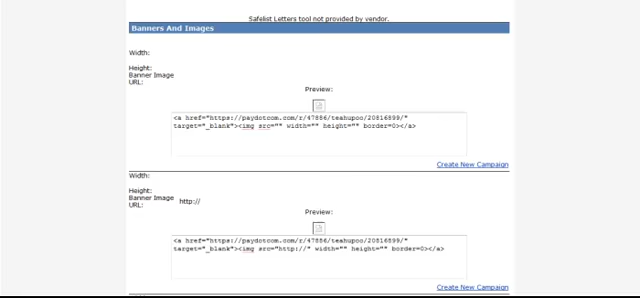 Safelist Letters tool not provided by vendor.
Banners And Images
Width:
Height:
Banner Image
URL:
Preview:
<a href="https://paydotcom.com/r/47886/teahupoo/20816899/"
target="_blank"><img src="" width="" height="" border=0></a>
Create New Campaign
Width:
Height:
Banner Image
URL: http://
Preview:
<a href="https://paydotcom.com/r/47886/teahupoo/20816899/"
target="_blank"><img src="http://" width="" height="" border=0></a>
Create New Campaign